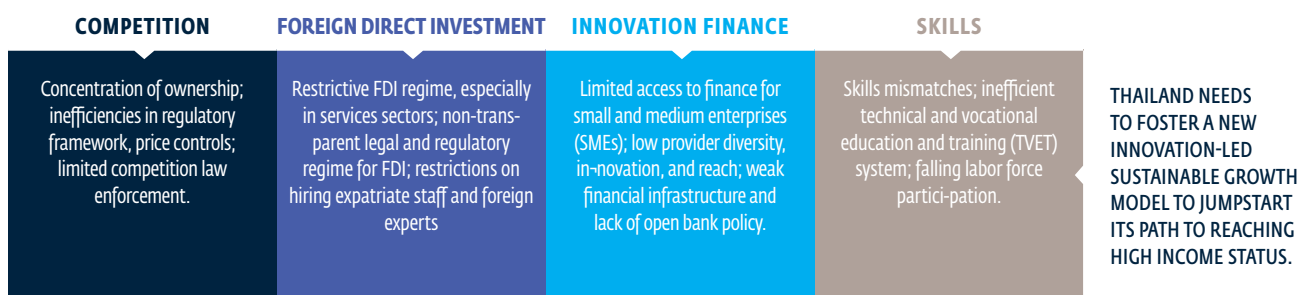 COMPETITION
Concentration of ownership;
inefficiencies in regulatory
framework, price controls;
limited competition law
enforcement.
FOREIGN DIRECT INVESTMENT
Restrictive FDI regime, especially
in services sectors; non-trans-
parent legal and regulatory
regime for FDI; restrictions on
hiring expatriate staff and foreign
experts
INNOVATION FINANCE
Limited access to finance for
small and medium enterprises
(SMEs); low provider diversity,
in¬novation, and reach; weak
financial infrastructure and
lack of open bank policy.
SKILLS
Skills mismatches; inefficient
technical and vocational
education and training (TVET)
system; falling labor force
partici-pation.
THAILAND NEEDS
TO FOSTER A NEW
INNOVATION-LED
SUSTAINABLE GROWTH
MODEL TO JUMPSTART
ITS PATH TO REACHING
HIGH INCOME STATUS.